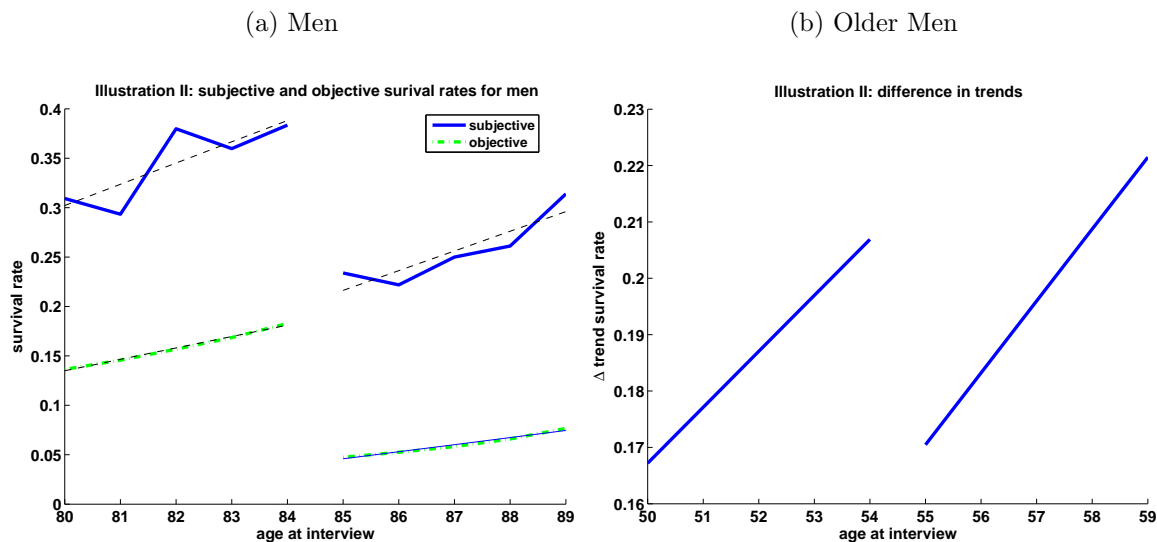 (a) Men
(b) Older Men
Illustration II: subjective and objective surival rates for men
0.4
0.35
0.3
0.25
0.2
0.15
0.1
0.05
0
survival rate
subjective
objective
80 81 82 83 84 85 86 87 88 89
age at interview
Illustration II: difference in trends
0.23
0.22
0.21
0.2
0.19
0.18
0.17
0.16
Δ trend survival rate
50 51 52 53 54 55 56 57 58 59
age at interview